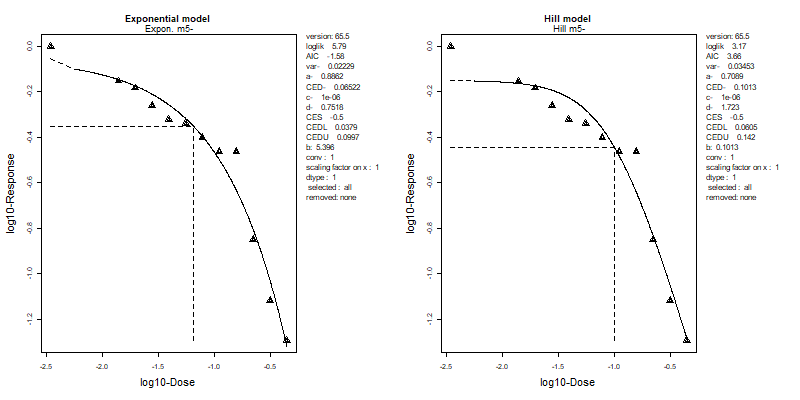 Exponential model
Expon. m5-
version: 65.5
loglik 5.79
AIC -1.58
var- 0.02229
a- 0.8862
CED- 0.06522
c- 1e-06
d- 0.7518
CES -0.5
CEDL 0.0379
CEDU 0.0997
b: 5.396
conv : 1
scaling factor on x : 1
dtype : 1
selected : all
removed: none
log10-Response
0.0
-0.2
-0.4
-0.6
-0.8
-1.0
-1.2
-2.5 -2.0 -1.5 -1.0 -0.5
log10-Dose
Hill model
Hill m5-
version: 65.5
loglik 3.17
AIC 3.66
var- 0.03453
a- 0.7089
CED- 0.1013
c- 1e-06
d- 1.723
CES -0.5
CEDL 0.0605
CEDU 0.142
b: 0.1013
conv : 1
scaling factor on x : 1
dtype : 1
selected : all
removed: none
log10-Response
0.0
-0.2
-0.4
-0.6
-0.8
-1.0
-1.2
-2.5 -2.0 -1.5 -1.0 -0.5
log10-Dose